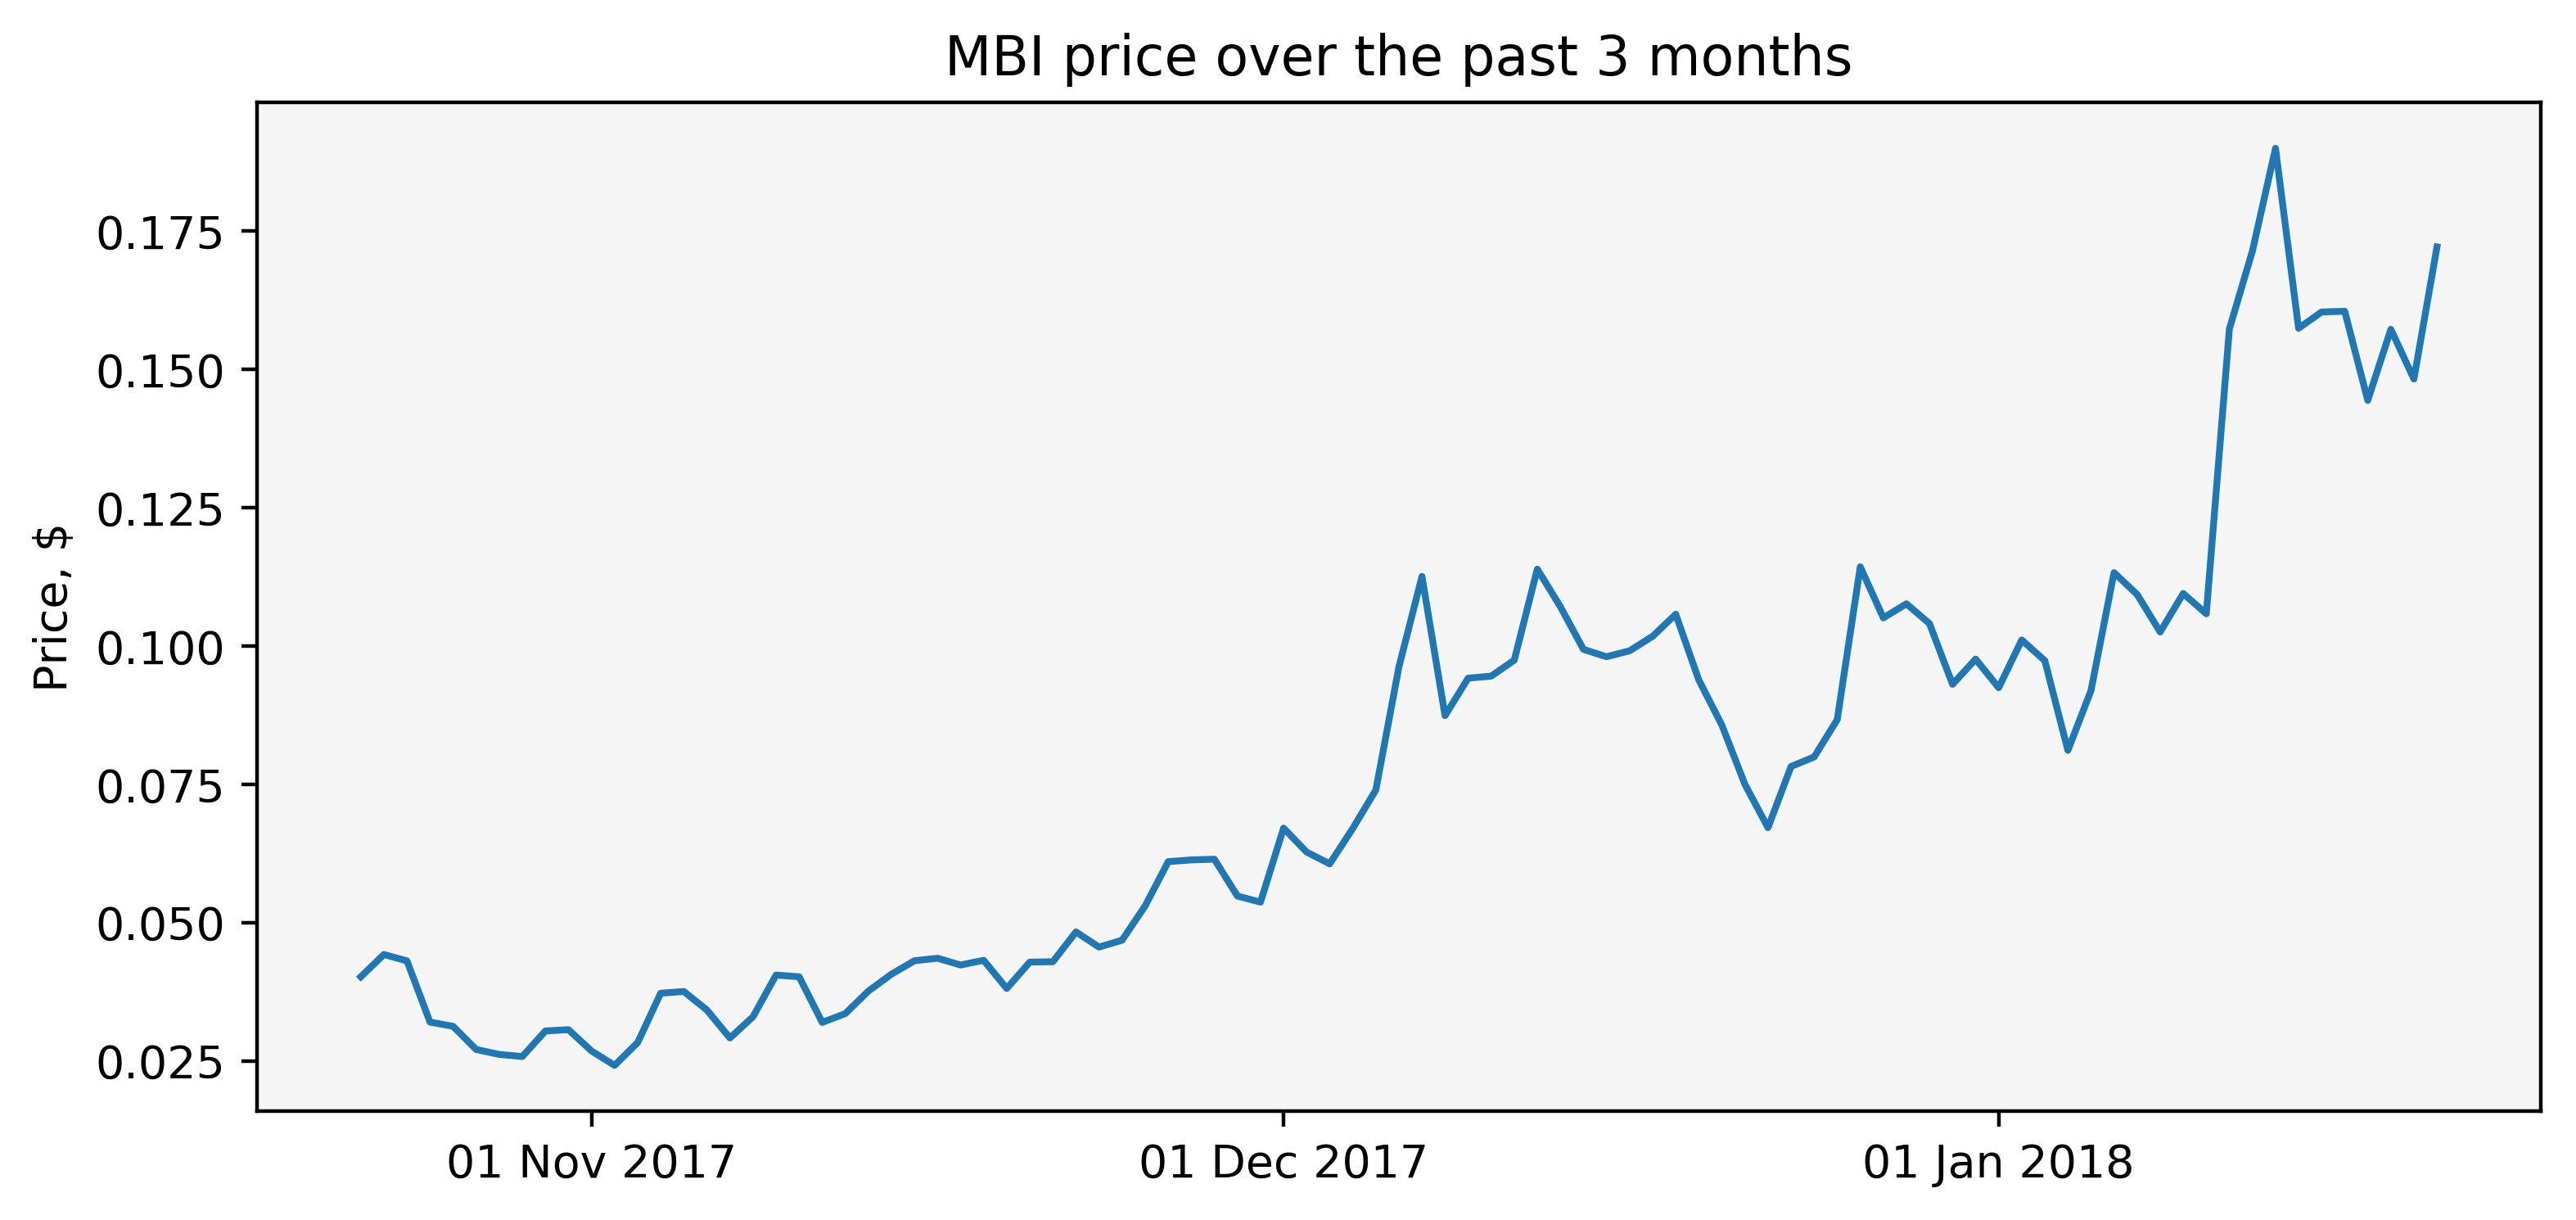 MBI price over the past 3 months
Price, $
0.175
0.150
0.125
0.100
0.075
0.050
0.025
01 Nov 2017
01 Dec 2017
01 Jan 2018